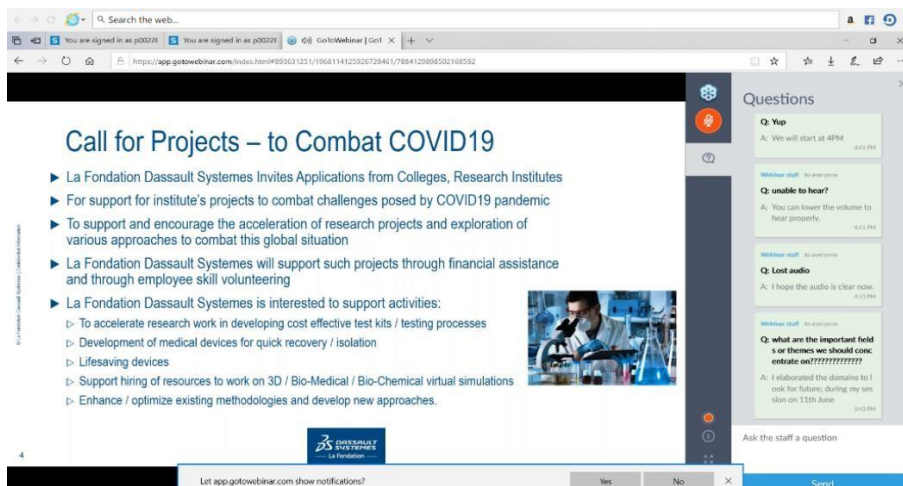 Search the web...
You are signed in as p00221
You are signed in as p00221
GoToWebinar | GoT
https://app.gotowebinar.com/index.html#893631251/1968114125926728461/7884129898502168592
Call for Projects – to Combat COVID19
La Fondation Dassault Systemes Invites Applications from Colleges, Research Institutes
For support for institute's projects to combat challenges posed by COVID19 pandemic
To support and encourage the acceleration of research projects and exploration of
various approaches to combat this global situation
La Fondation Dassault Systemes will support such projects through financial assistance
and through employee skill volunteering
La Fondation Dassault Systemes is interested to support activities:
To accelerate research work in developing cost effective test kits / testing processes
Development of medical devices for quick recovery / isolation
Lifesaving devices
Support hiring of resources to work on 3D / Bio-Medical / Bio-Chemical virtual simulations
Enhance / optimize existing methodologies and develop new approaches.
DASSAULT
SYSTEMES
La Fondation
4
Questions
Q: Yup
A: We will start at 4PM
4:01 PM
Webinar staff to everyone
Q: unable to hear?
A: You can lower the volume to
hear properly.
Webinar staff to everyone
Q: Lost audio
A: I hope the audio is clear now.
Webinar staff to everyone
Q: what are the important field
s or themes we should conc
entrate on??????????????
A: I elaborated the domains to l
ook for future; during my ses
sion on 11th June
5:03 PM
Ask the staff a question
Send
Let app.gotowebinar.com show notifications?
Yes
No